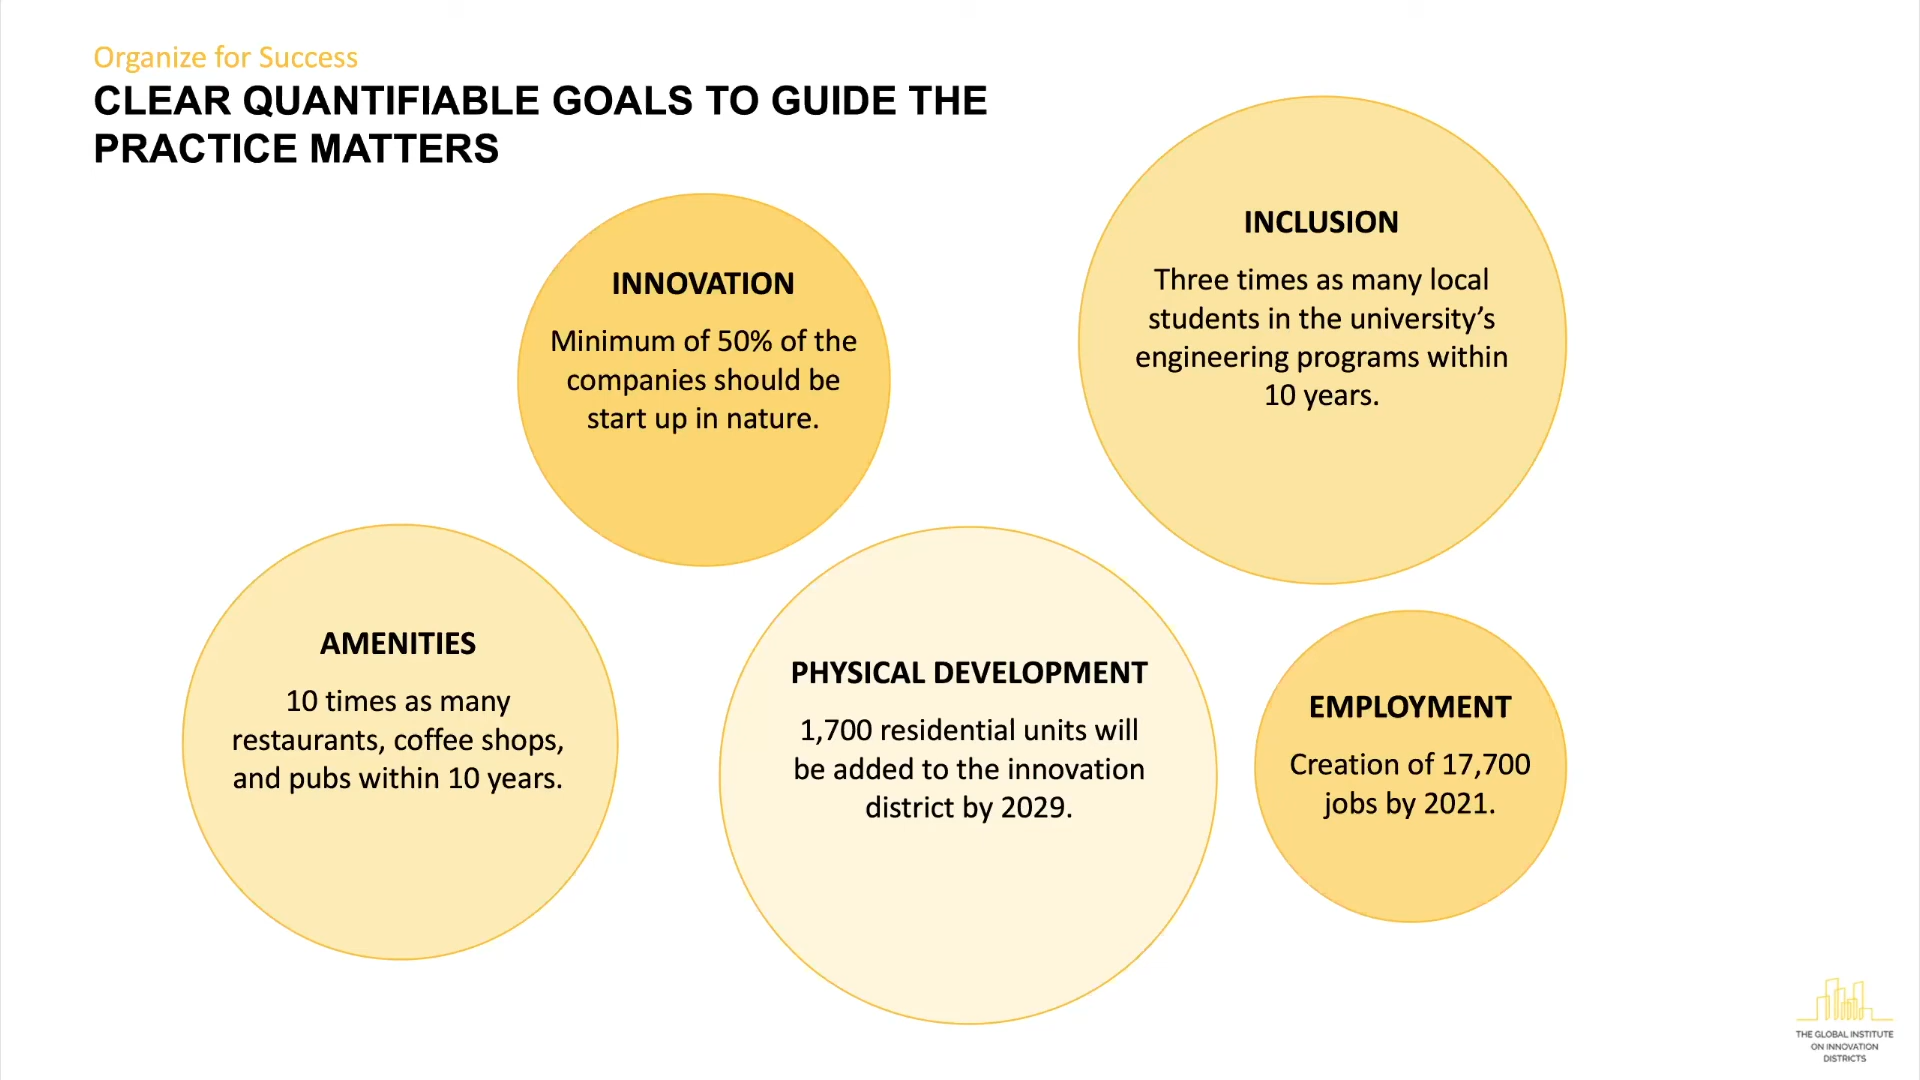 Organize for Success
CLEAR QUANTIFIABLE GOALS TO GUIDE THE
PRACTICE MATTERS
INNOVATION
Minimum of 50% of the
companies should be
start up in nature.
INCLUSION
Three times as many local
students in the university’s
engineering programs within
10 years.
AMENITIES
10 times as many
restaurants, coffee shops,
and pubs within 10 years.
PHYSICAL DEVELOPMENT
1,700 residential units will
be added to the innovation
district by 2029.
EMPLOYMENT
Creation of 17,700
jobs by 2021.
THE GLOBAL INSTITUTE
ON INNOVATION
DISTRICTS